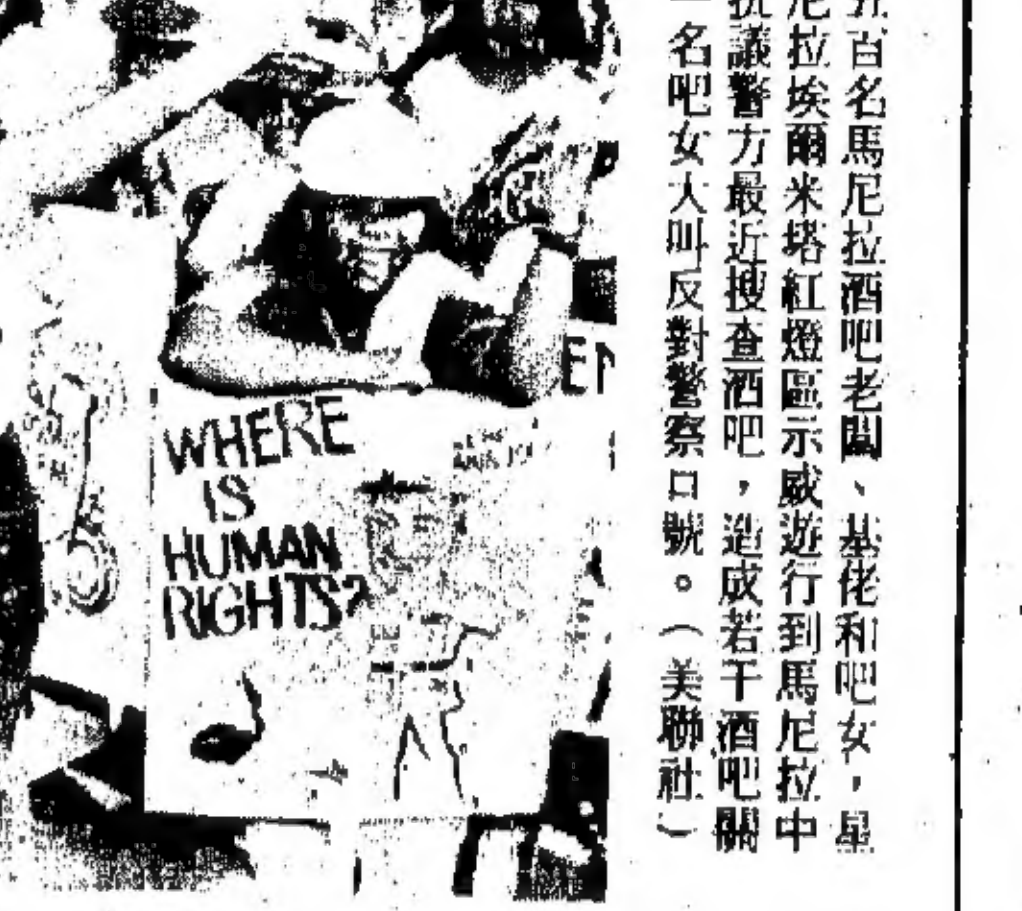 百名馬尼拉酒吧老闆、基佬和吧女，星
尼拉埃爾米塔紅燈區示威遊行到馬尼拉中
抗議警方最近搜查酒吧，造成若干酒吧關
一名吧女大叫反對警察口號。（美聯社）
WHERE
IS
HUMAN
RIGHTS?